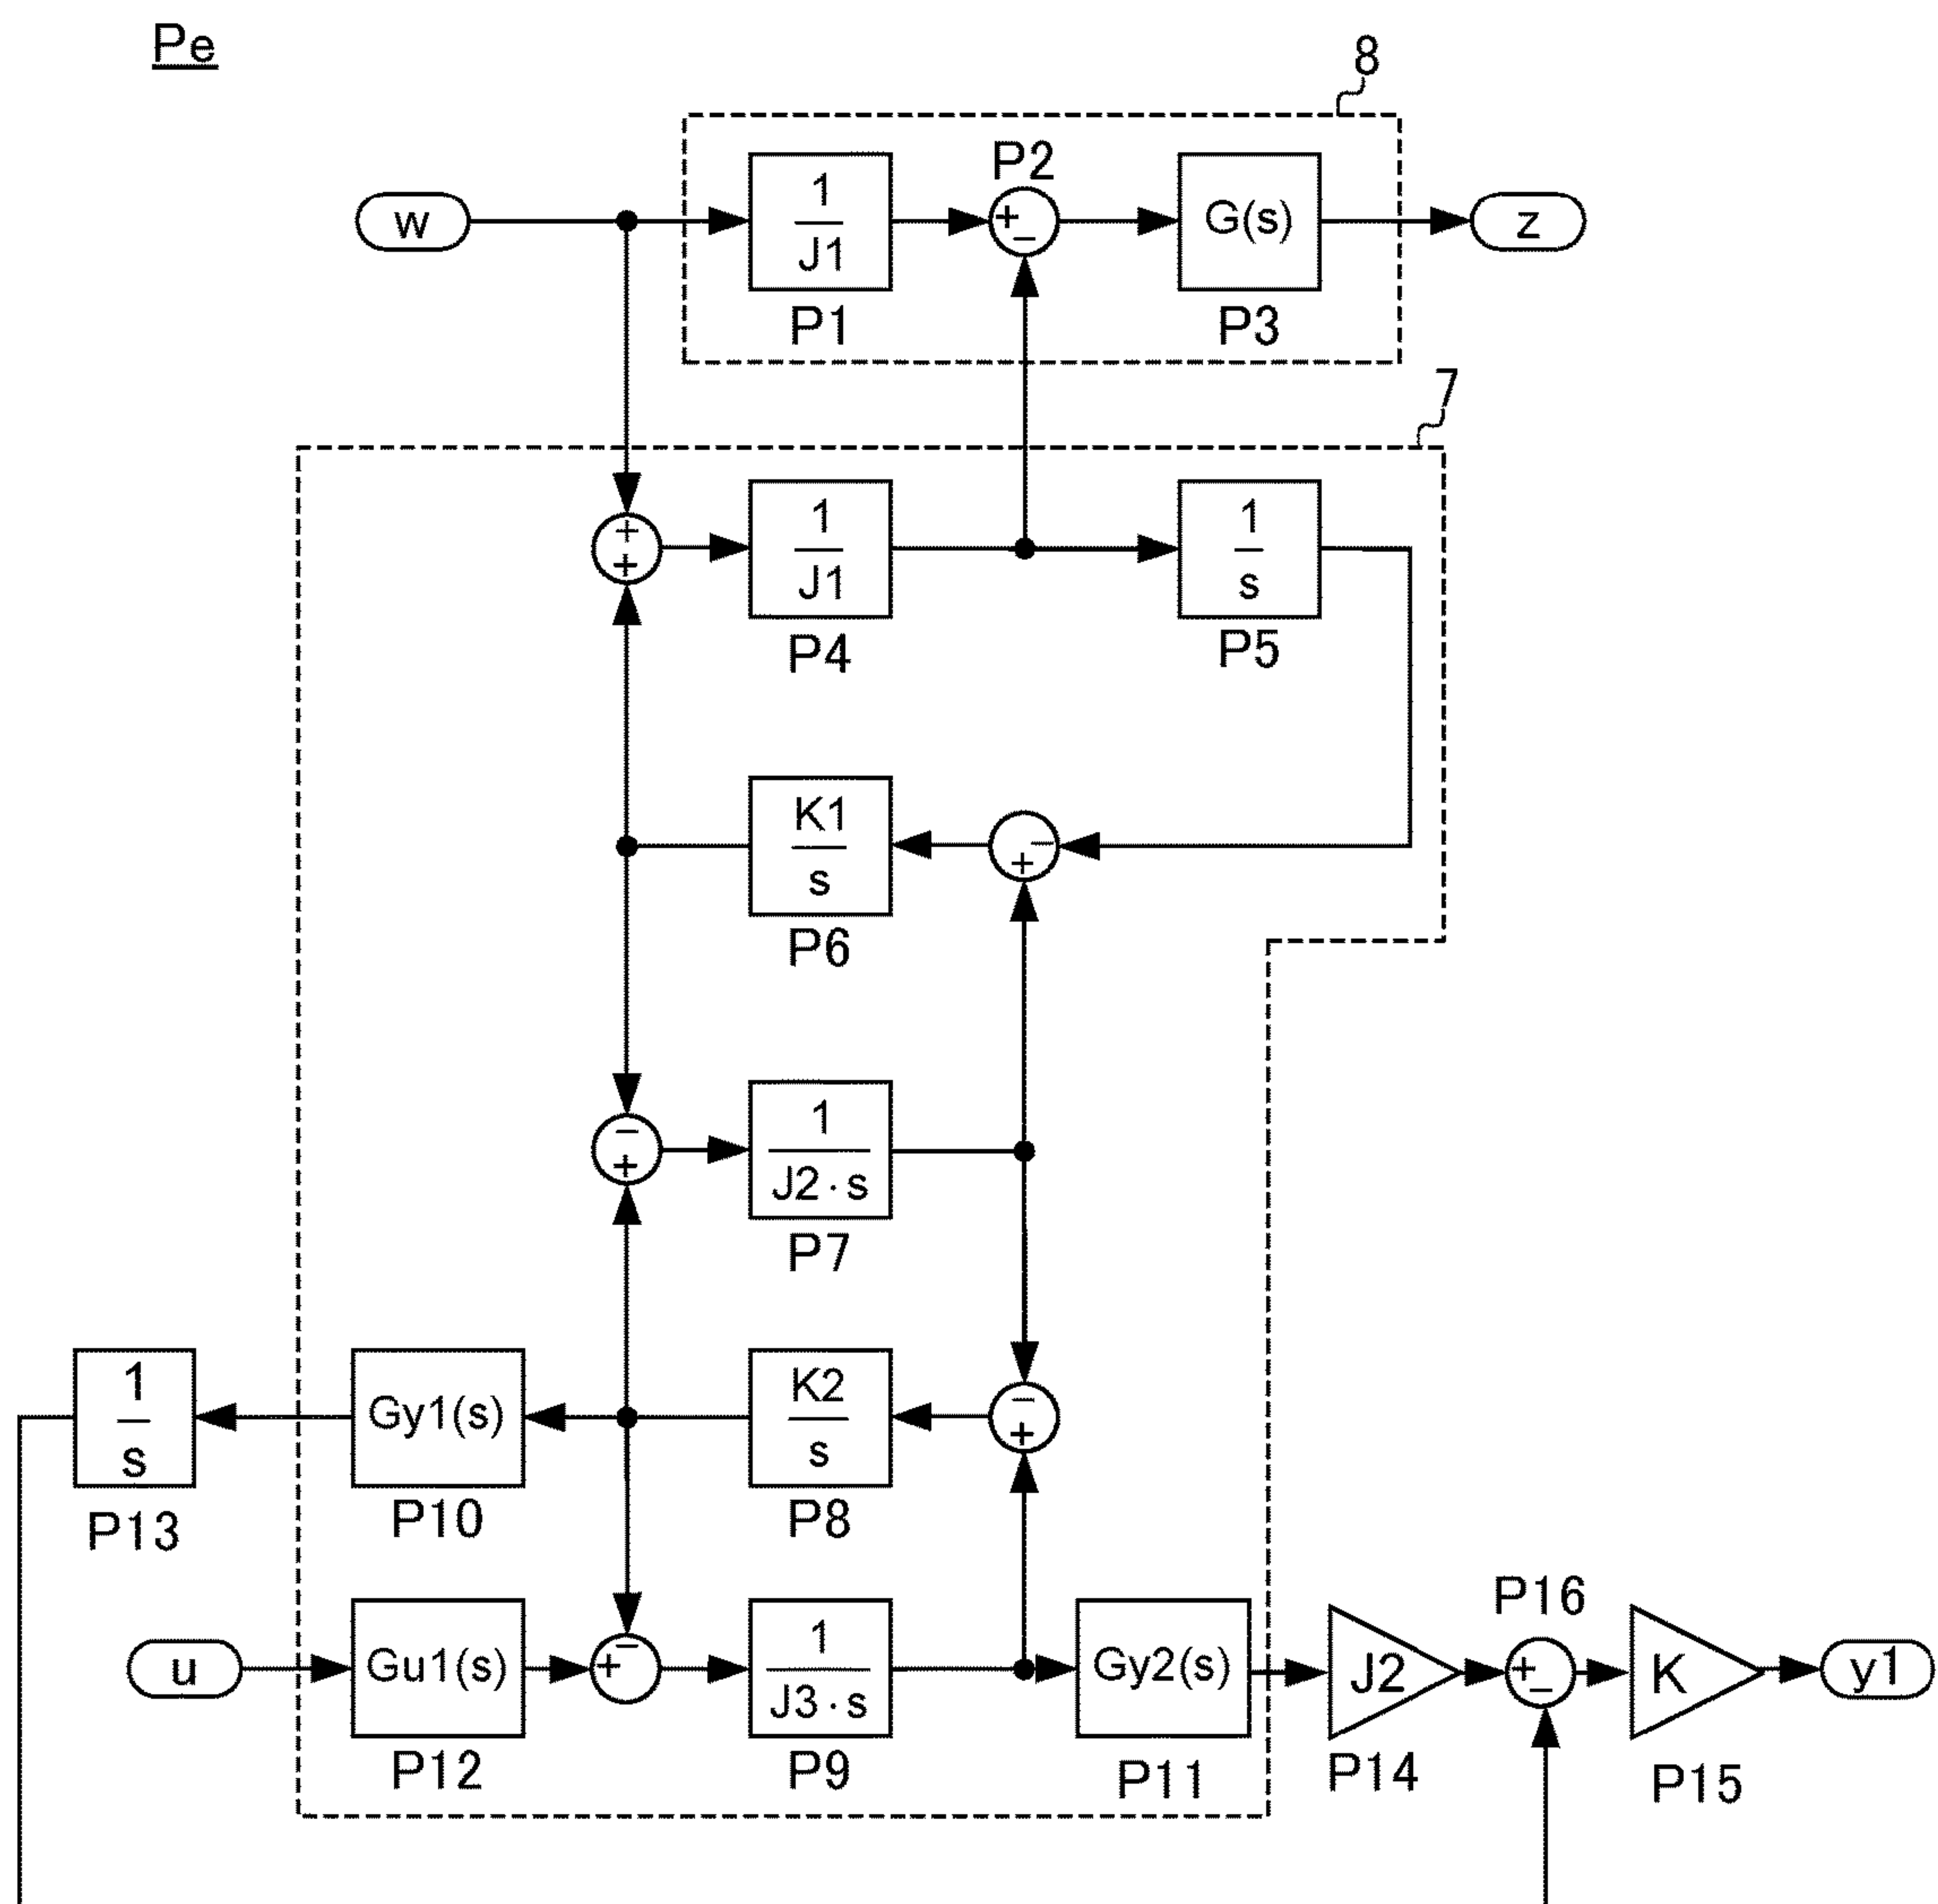 Pe
8
P2
w
1
J1
+
−
G(s)
z
P1
P3
7
+
+
1
J1
1
s
P4
P5
K1
s
−
+
P6
−
+
1
J2·s
P7
1
s
Gy1(s)
K2
s
−
+
P13
P10
P8
P16
u
Gu1(s)
−
+
1
J3·s
Gy2(s)
J2
+
−
K
y1
P12
P9
P11
P14
P15